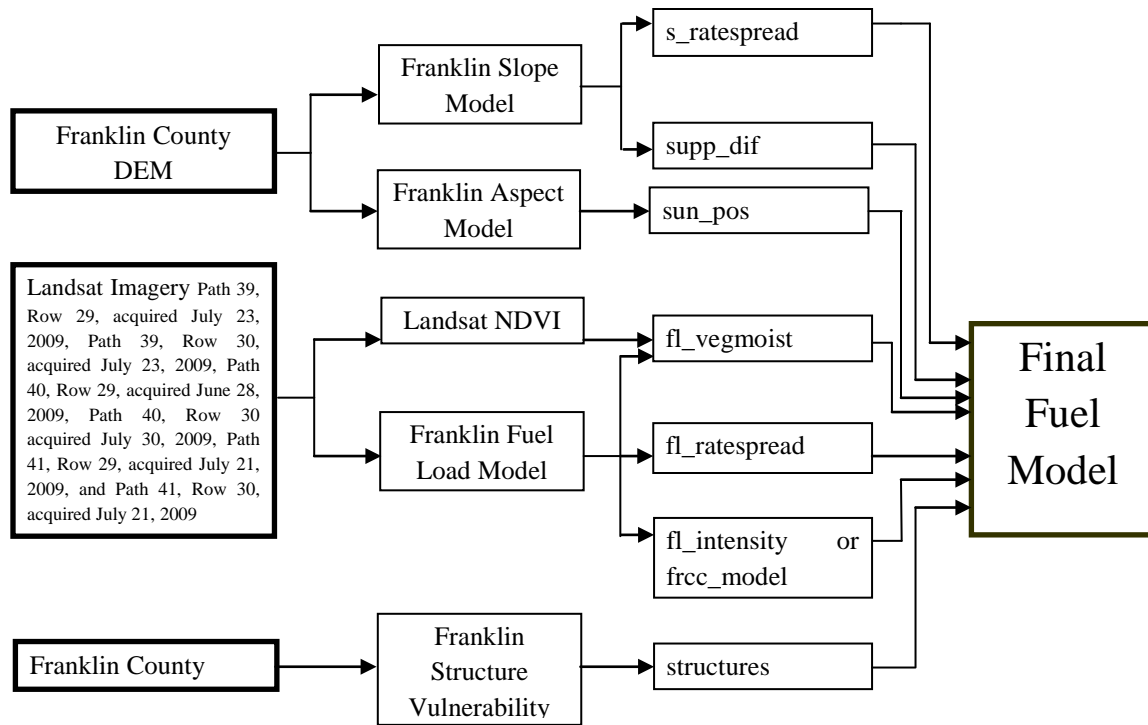 s_ratespread
Franklin Slope
Model
Franklin County
DEM
supp_dif
Franklin Aspect
Model
sun_pos
Landsat Imagery Path 39,
Row 29, acquired July 23,
2009, Path 39, Row 30,
acquired July 23, 2009, Path
40, Row 29, acquired June 28,
2009, Path 40, Row 30
acquired July 30, 2009, Path
41, Row 29, acquired July 21,
2009, and Path 41, Row 30,
acquired July 21, 2009
Landsat NDVI
fl_vegmoist
Franklin Fuel
Load Model
fl_ratespread
fl_intensity or
frcc_model
Final
Fuel
Model
Franklin County
Franklin
Structure
Vulnerability
structures